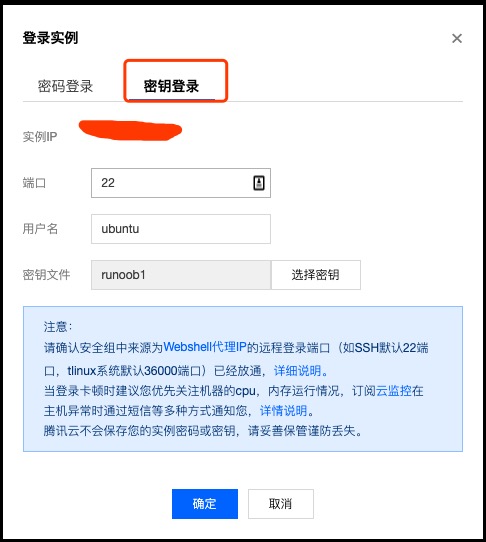 登录实例
密码登录 密钥登录
实例IP
端口 22
用户名 ubuntu
密钥文件 runoob1 选择密钥
注意：
请确认安全组中来源为Webshell代理IP的远程登录端口（如SSH默认22端
口，tlinux系统默认36000端口）已经放通，详细说明。
当登录卡顿时建议您优先关注机器的cpu，内存运行情况，订阅云监控在
主机异常时通过短信等多种方式通知您，详情说明。
腾讯云不会保存您的实例密码或密钥，请妥善保管谨防丢失。
确定 取消